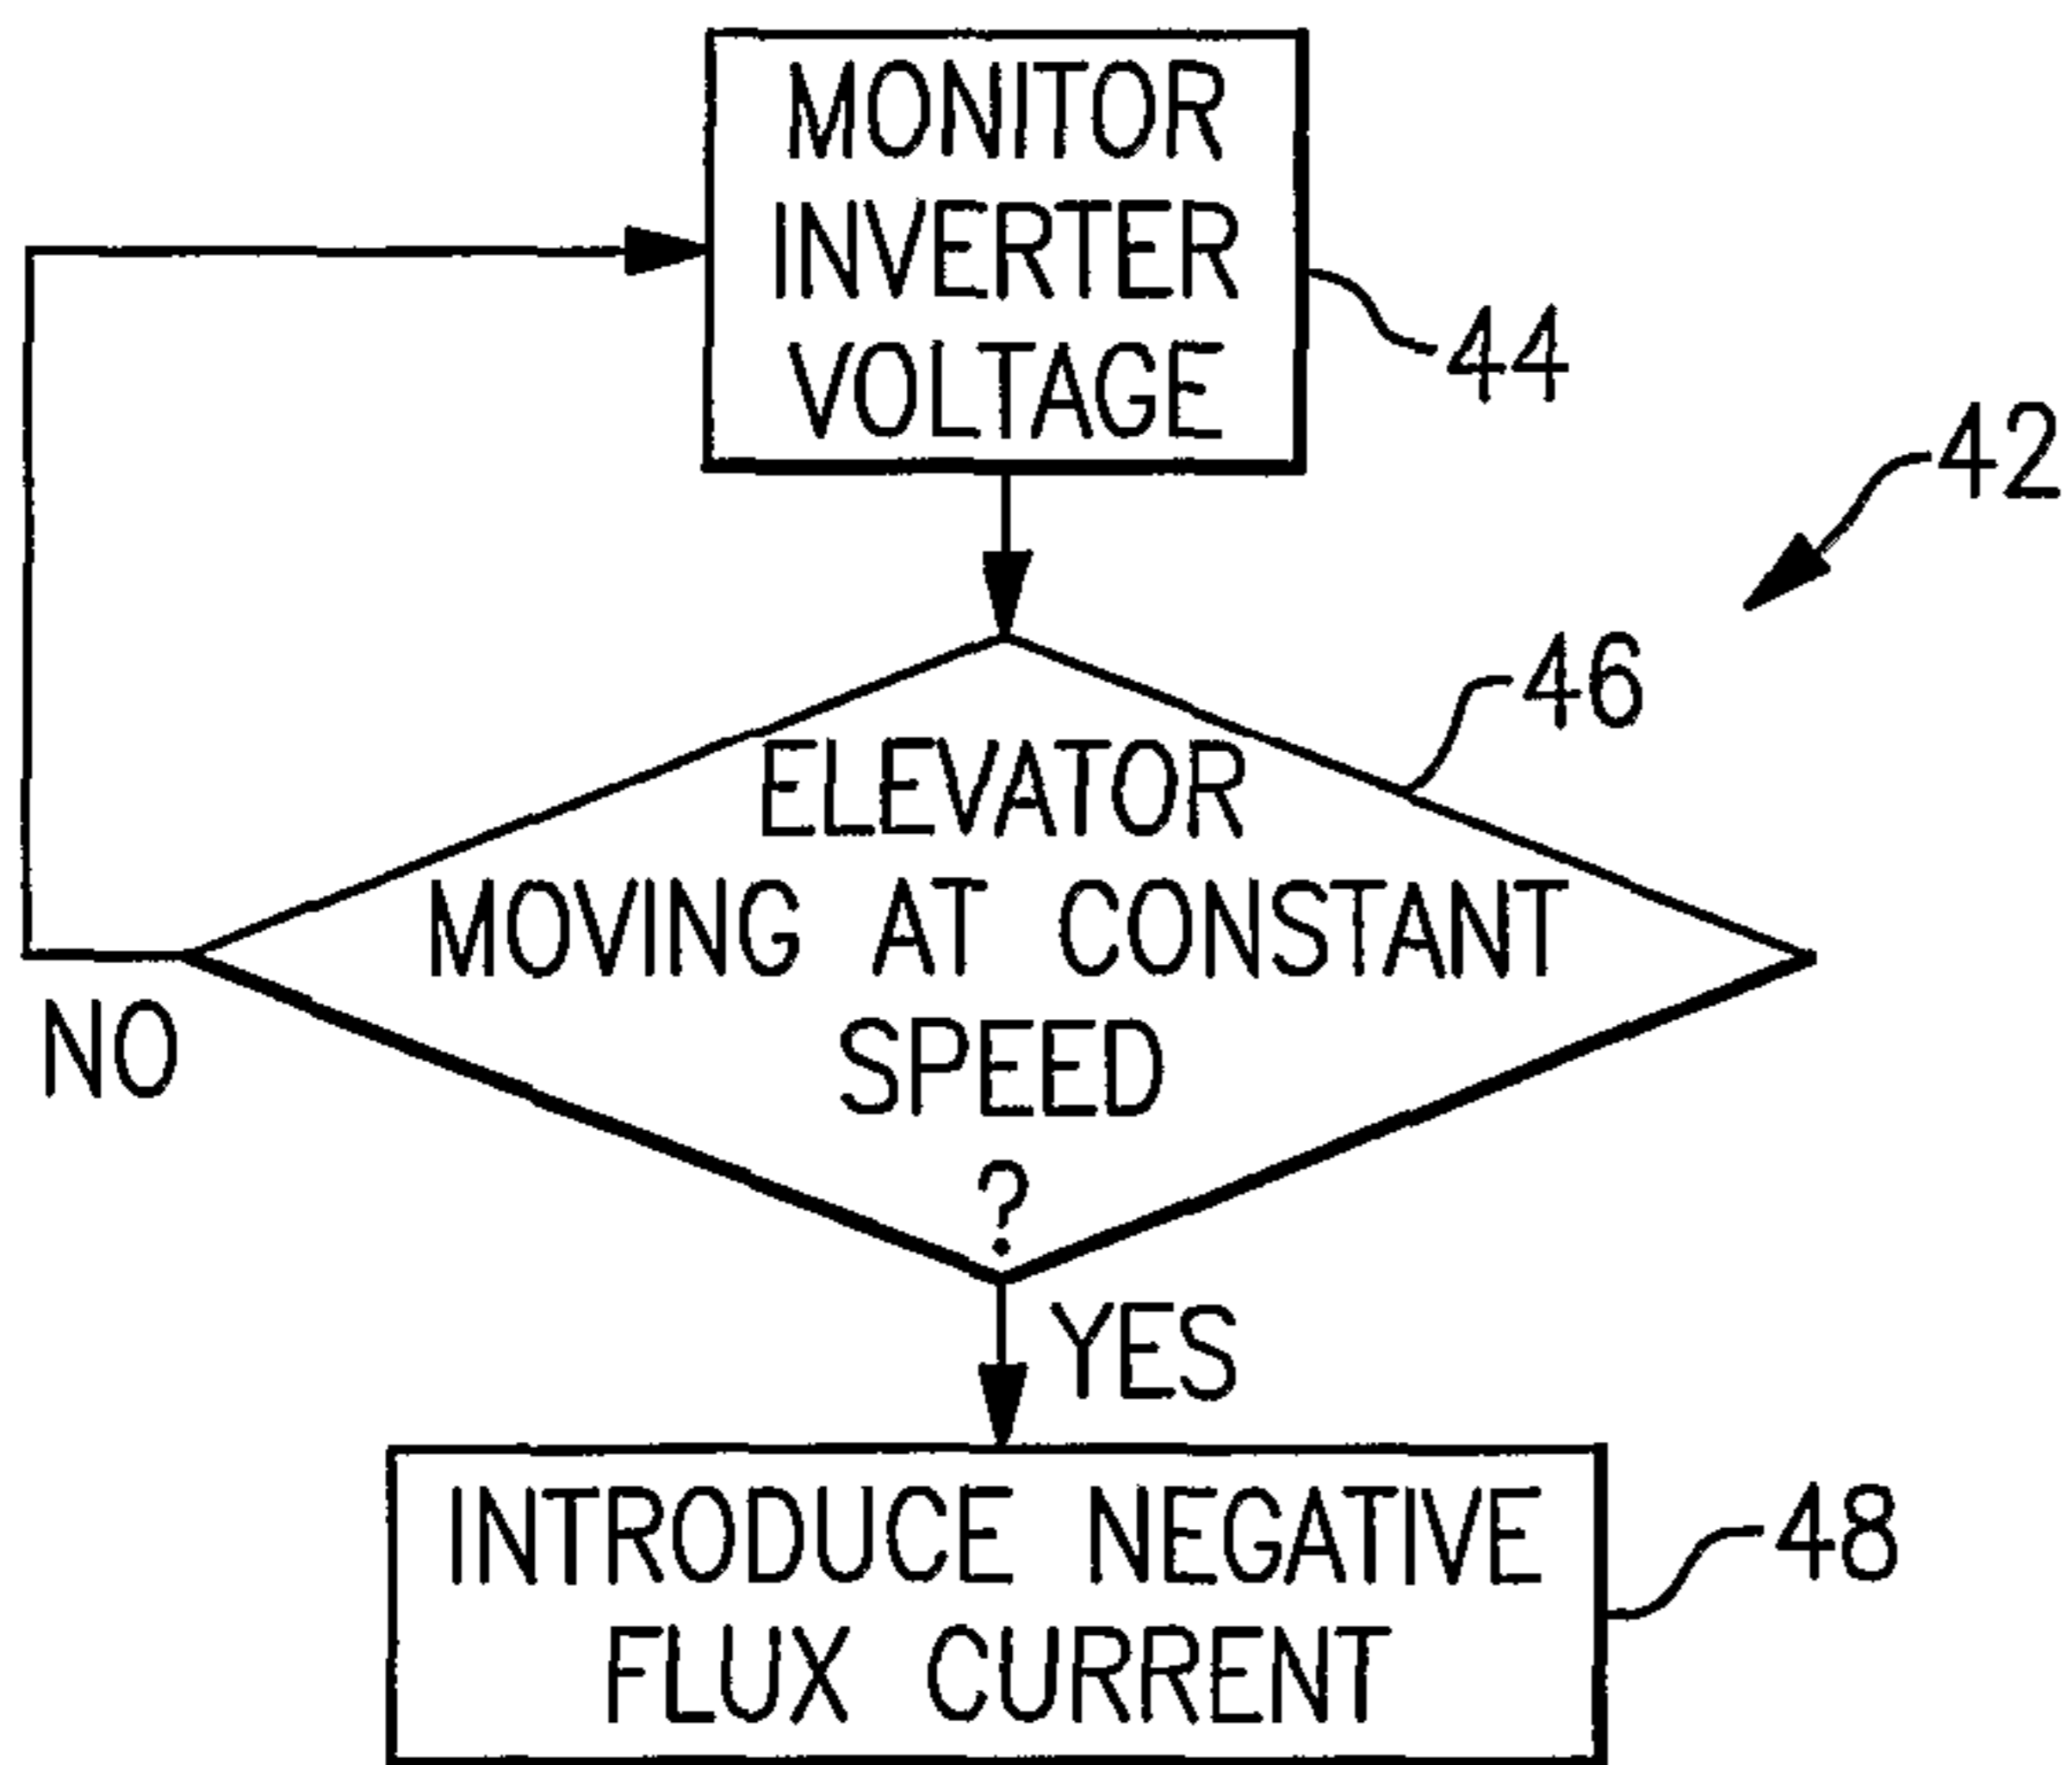 MONITOR
INVERTER
VOLTAGE
44
42
46
ELEVATOR
MOVING AT CONSTANT
SPEED
?
NO
YES
INTRODUCE NEGATIVE
FLUX CURRENT
48